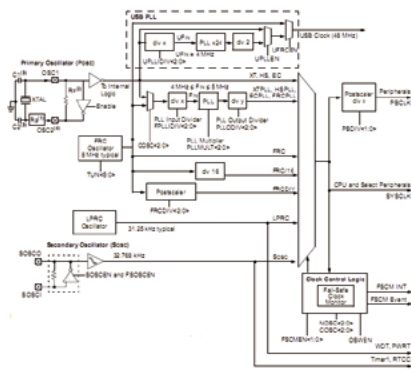 USB PLL
div x
UFIN
PLL x24
div 2
USB Clock (48 MHz)
UPLLIDIV<2:0>
UFIN = 4 MHz
UPLLEN
UFRCEN
Primary Oscillator (POSC)
OSC1
To Internal Logic
XTAL
Enable
OSC2(3)
4 MHz ≤ FIN ≤ 5 MHz
div x
PLL
div y
XT, HS, EC
XTPLL, HSPLL,
ECPLL, FRCPLL
PLL Input Divider
FPLLIDIV<2:0>
PLL Multiplier
PLLMULT<2:0>
PLL Output Divider
PLLODIV<2:0>
COSC<2:0>
Postscaler
div x
Peripherals
PBCLK
PBDIV<1:0>
FRC
Oscillator
8 MHz typical
TUN<5:0>
FRC
div 16
FRC/16
Postscaler
FRCDIV
FRCDIV<2:0>
CPU and Select Peripherals
SYSCLK
LPRC
Oscillator
31.25 kHz typical
LPRC
Secondary Oscillator (SOSC)
SOSCO
32.768 kHz
SOSC
SOSCEN and FSOSCEN
SOSCI
Clock Control Logic
Fail-Safe
Clock
Monitor
FSCM INT
FSCM Event
NOSC<2:0>
COSC<2:0>
FSCMEN<1:0>
OSWEN
WDT, PWRT
Timer1, RTCC